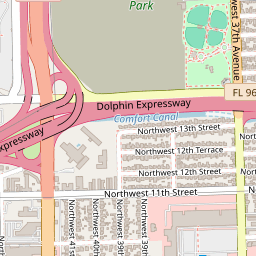 Park
Northwest 37th Avenue
FL 96
Dolphin Expressway
Comfort Canal
Expressway
Northwest 13th Street
Northwest 12th Terrace
Northwest 12th Street
Northwest 11th Street
Northwest 41st
Northwest 40th
Northwest 39th
Northwest 39th